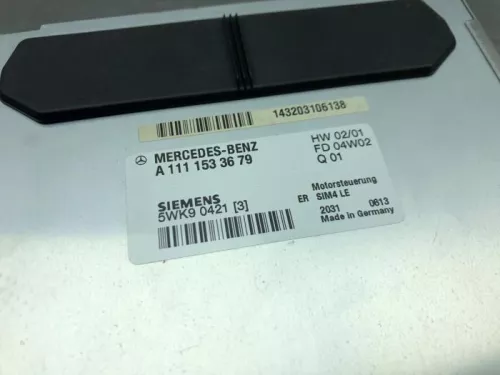 143203106138
MERCEDES-BENZ
A 111 153 36 79
HW 02/01
FD 04W02
Q 01
SIEMENS
5WK9 0421 [3]
Motorsteuerung
ER SIM4 LE
2031 0613
Made in Germany